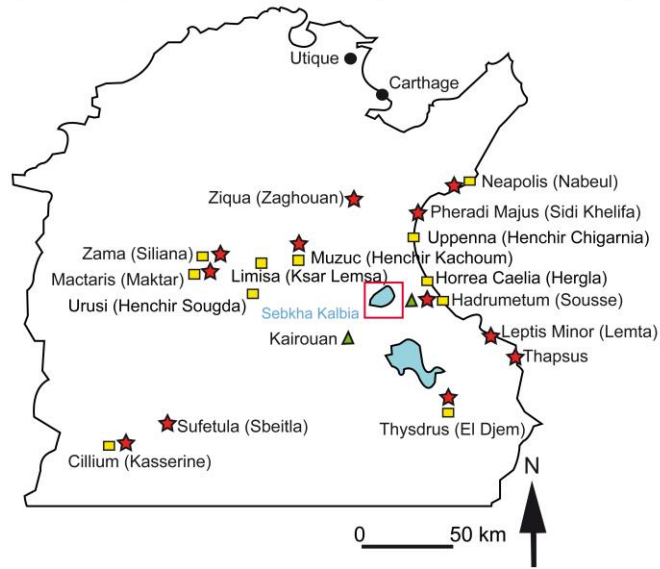 Utique
Carthage
Neapolis (Nabeul)
Ziqua (Zaghouan)
Pheradi Majus (Sidi Khelifa)
Uppenna (Henchir Chigarnia)
Zama (Siliana)
Muzuc (Henchir Kachoum)
Mactaris (Maktar)
Limisa (Ksar Lemsa)
Horrea Caelia (Hergla)
Urusi (Henchir Sougda)
Hadrumetum (Sousse)
Sebkha Kalbia
Kairouan
Leptis Minor (Lemta)
Thapsus
Sufetula (Sbeitla)
Thysdrus (El Djem)
Cillium (Kasserine)
N
0 50 km